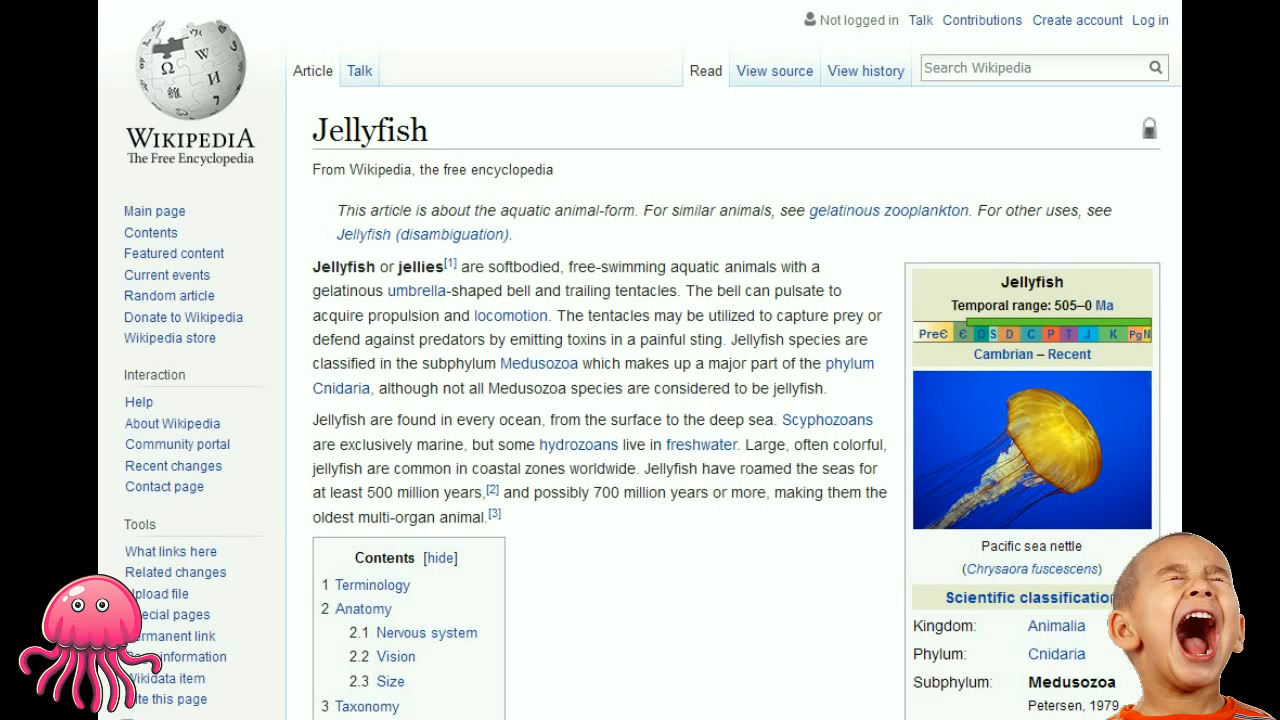 Not logged in Talk Contributions Create account Log in
Article Talk Read View source View history Search Wikipedia
WIKIPEDIA
The Free Encyclopedia
Main page
Contents
Featured content
Current events
Random article
Donate to Wikipedia
Wikipedia store
Interaction
Help
About Wikipedia
Community portal
Recent changes
Contact page
Tools
What links here
Related changes
Upload file
ecial pages
ermanent link
information
Wikidata item
ite this page
Jellyfish
From Wikipedia, the free encyclopedia
This article is about the aquatic animal-form. For similar animals, see gelatinous zooplankton. For other uses, see
Jellyfish (disambiguation).
Jellyfish or jellies[1] are softbodied, free-swimming aquatic animals with a
gelatinous umbrella-shaped bell and trailing tentacles. The bell can pulsate to
acquire propulsion and locomotion. The tentacles may be utilized to capture prey or
defend against predators by emitting toxins in a painful sting. Jellyfish species are
classified in the subphylum Medusozoa which makes up a major part of the phylum
Cnidaria, although not all Medusozoa species are considered to be jellyfish.
Jellyfish are found in every ocean, from the surface to the deep sea. Scyphozoans
are exclusively marine, but some hydrozoans live in freshwater. Large, often colorful,
jellyfish are common in coastal zones worldwide. Jellyfish have roamed the seas for
at least 500 million years,[2] and possibly 700 million years or more, making them the
oldest multi-organ animal.[3]
Contents [hide]
1 Terminology
2 Anatomy
2.1 Nervous system
2.2 Vision
2.3 Size
3 Taxonomy
Jellyfish
Temporal range: 505–0 Ma
PreЄ Є O S D C P T J K Pg N
Cambrian – Recent
Pacific sea nettle
(Chrysaora fuscescens)
Scientific classification
Kingdom: Animalia
Phylum: Cnidaria
Subphylum: Medusozoa
Petersen, 1979